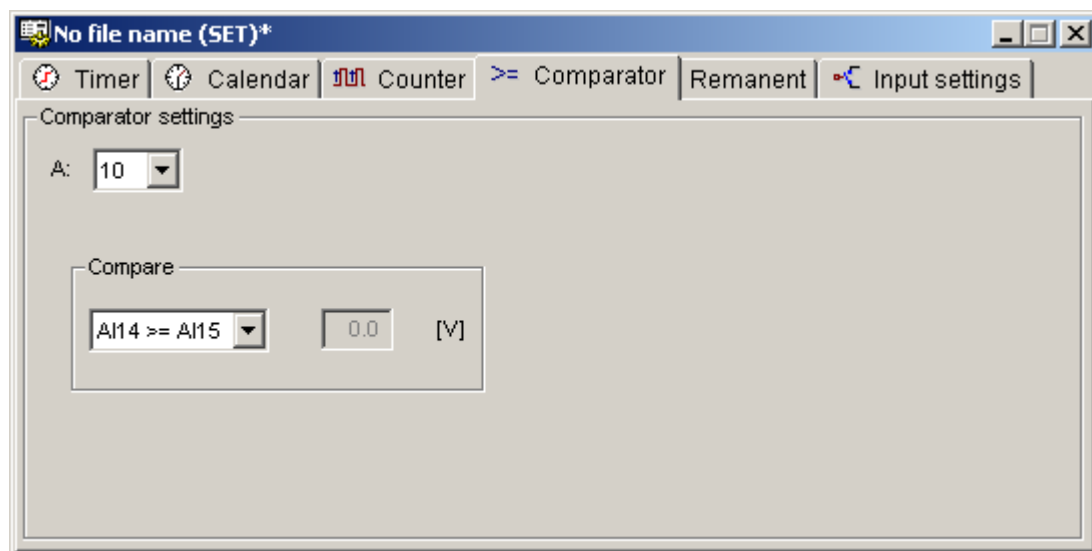 No file name (SET)*
Timer Calendar Counter >= Comparator Remanent Input settings
Comparator settings
A: 10
Compare
AI14 >= AI15 0.0 [V]